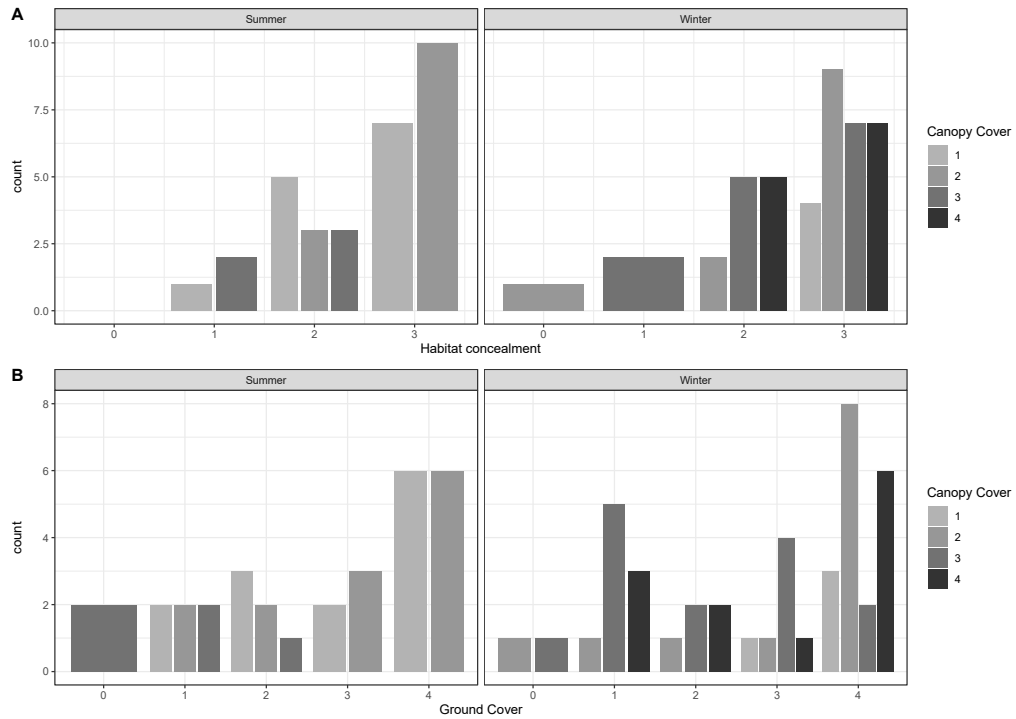 A
Summer
Winter
10.0
7.5
5.0
2.5
0.0
count
0 1 2 3
0 1 2 3
Habitat concealment
Canopy Cover
1
2
3
4
B
Summer
Winter
8
6
4
2
0
count
0 1 2 3 4
0 1 2 3 4
Ground Cover
Canopy Cover
1
2
3
4